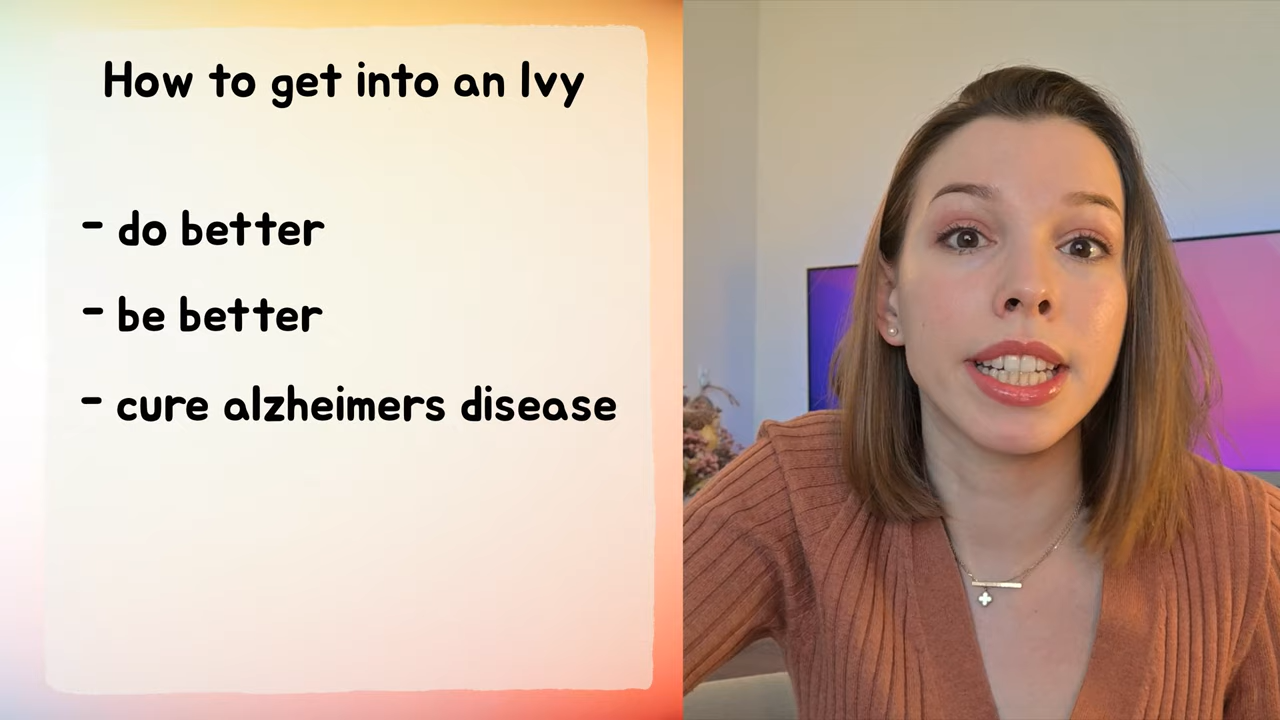 How to get into an Ivy
- do better
- be better
- cure alzheimers disease